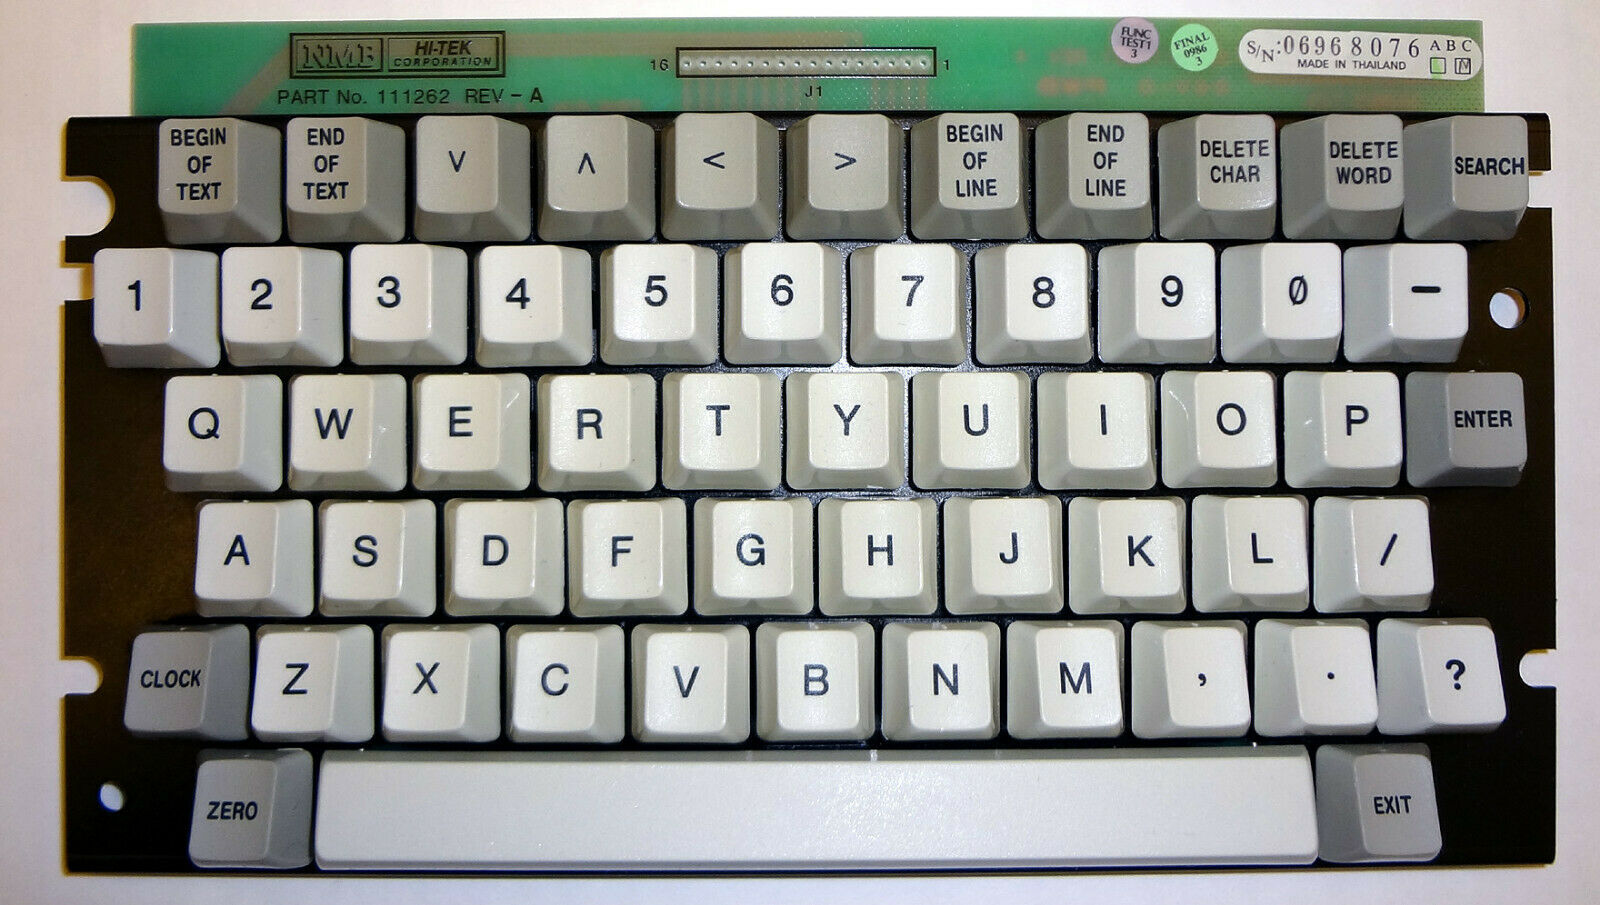 NMB HI-TEK CORPORATION
PART No. 111262 REV - A
16 1
J1
FUNC TEST1 3
FINAL 0986 3
S/N:06968076 A B C
MADE IN THAILAND
BEGIN OF TEXT
END OF TEXT
V
Λ
<
>
BEGIN OF LINE
END OF LINE
DELETE CHAR
DELETE WORD
SEARCH
1 2 3 4 5 6 7 8 9 0 -
Q W E R T Y U I O P ENTER
A S D F G H J K L /
CLOCK Z X C V B N M , . ?
ZERO EXIT